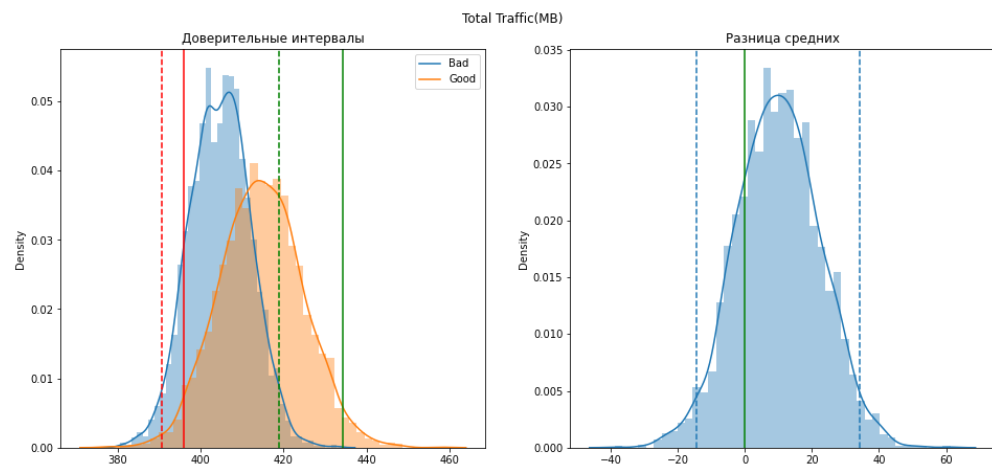 Total Traffic(MB)
Доверительные интервалы
Разница средних
Bad
Good
Density
0.05
0.04
0.03
0.02
0.01
0.00
380 400 420 440 460
Density
0.035
0.030
0.025
0.020
0.015
0.010
0.005
0.000
−40 −20 0 20 40 60